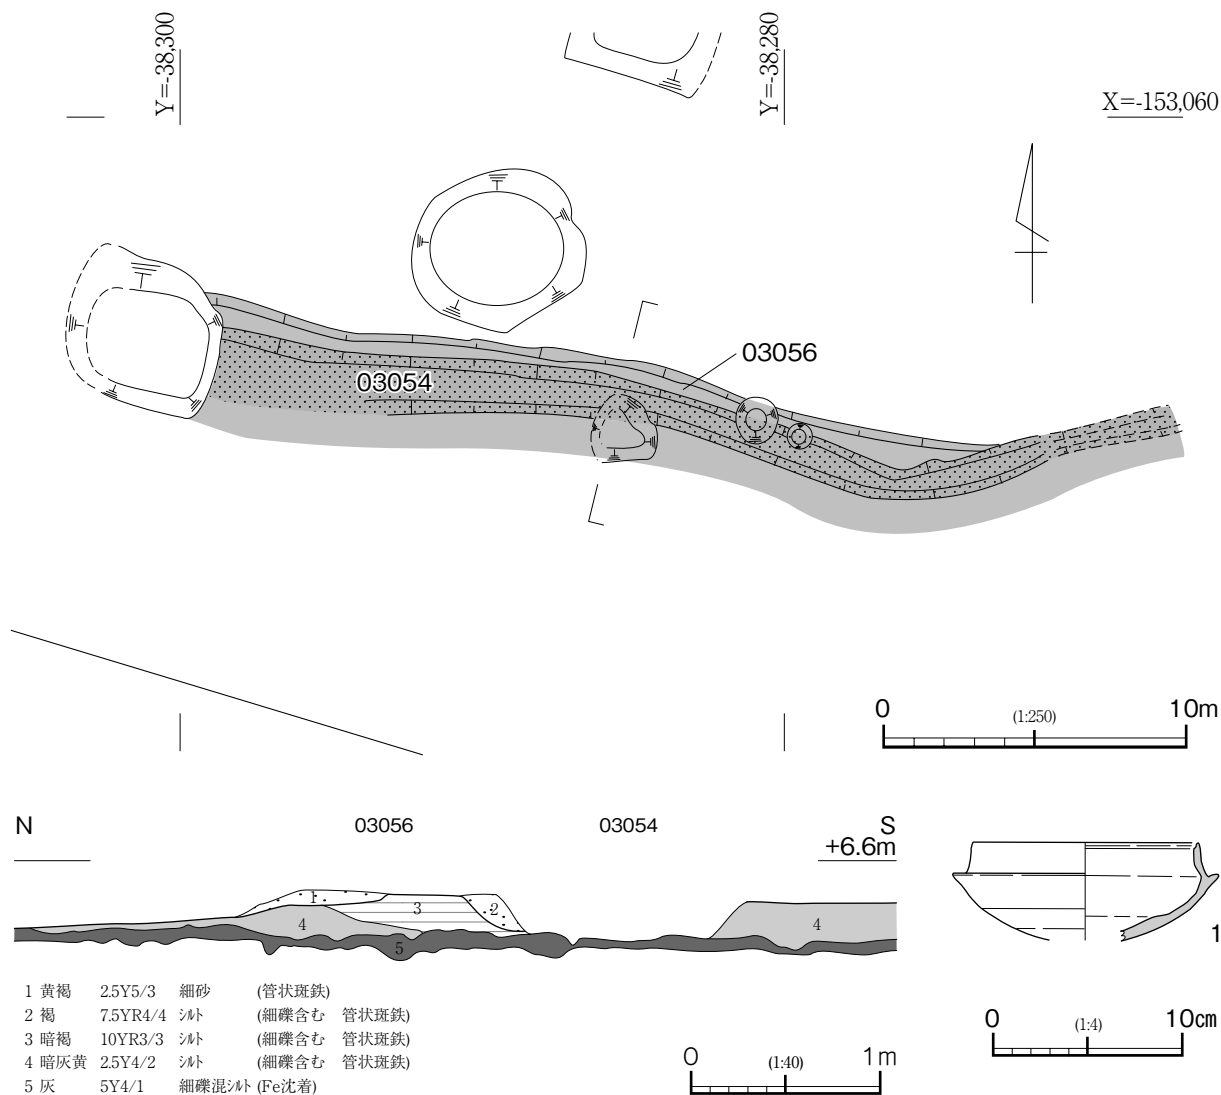 Y=-38,300
Y=-38,280
X=-153,060
03056
03054
0 (1:250) 10m
N 03056 03054 S
+6.6m
1
3
2
4
4
5
1
1 黄褐 2.5Y5/3 細砂 (管状斑鉄)
2 褐 7.5YR4/4 シルト (細礫含む 管状斑鉄)
3 暗褐 10YR3/3 シルト (細礫含む 管状斑鉄)
4 暗灰黄 2.5Y4/2 シルト (細礫含む 管状斑鉄)
5 灰 5Y4/1 細礫混シルト (Fe沈着)
0 (1:40) 1m
0 (1:4) 10cm